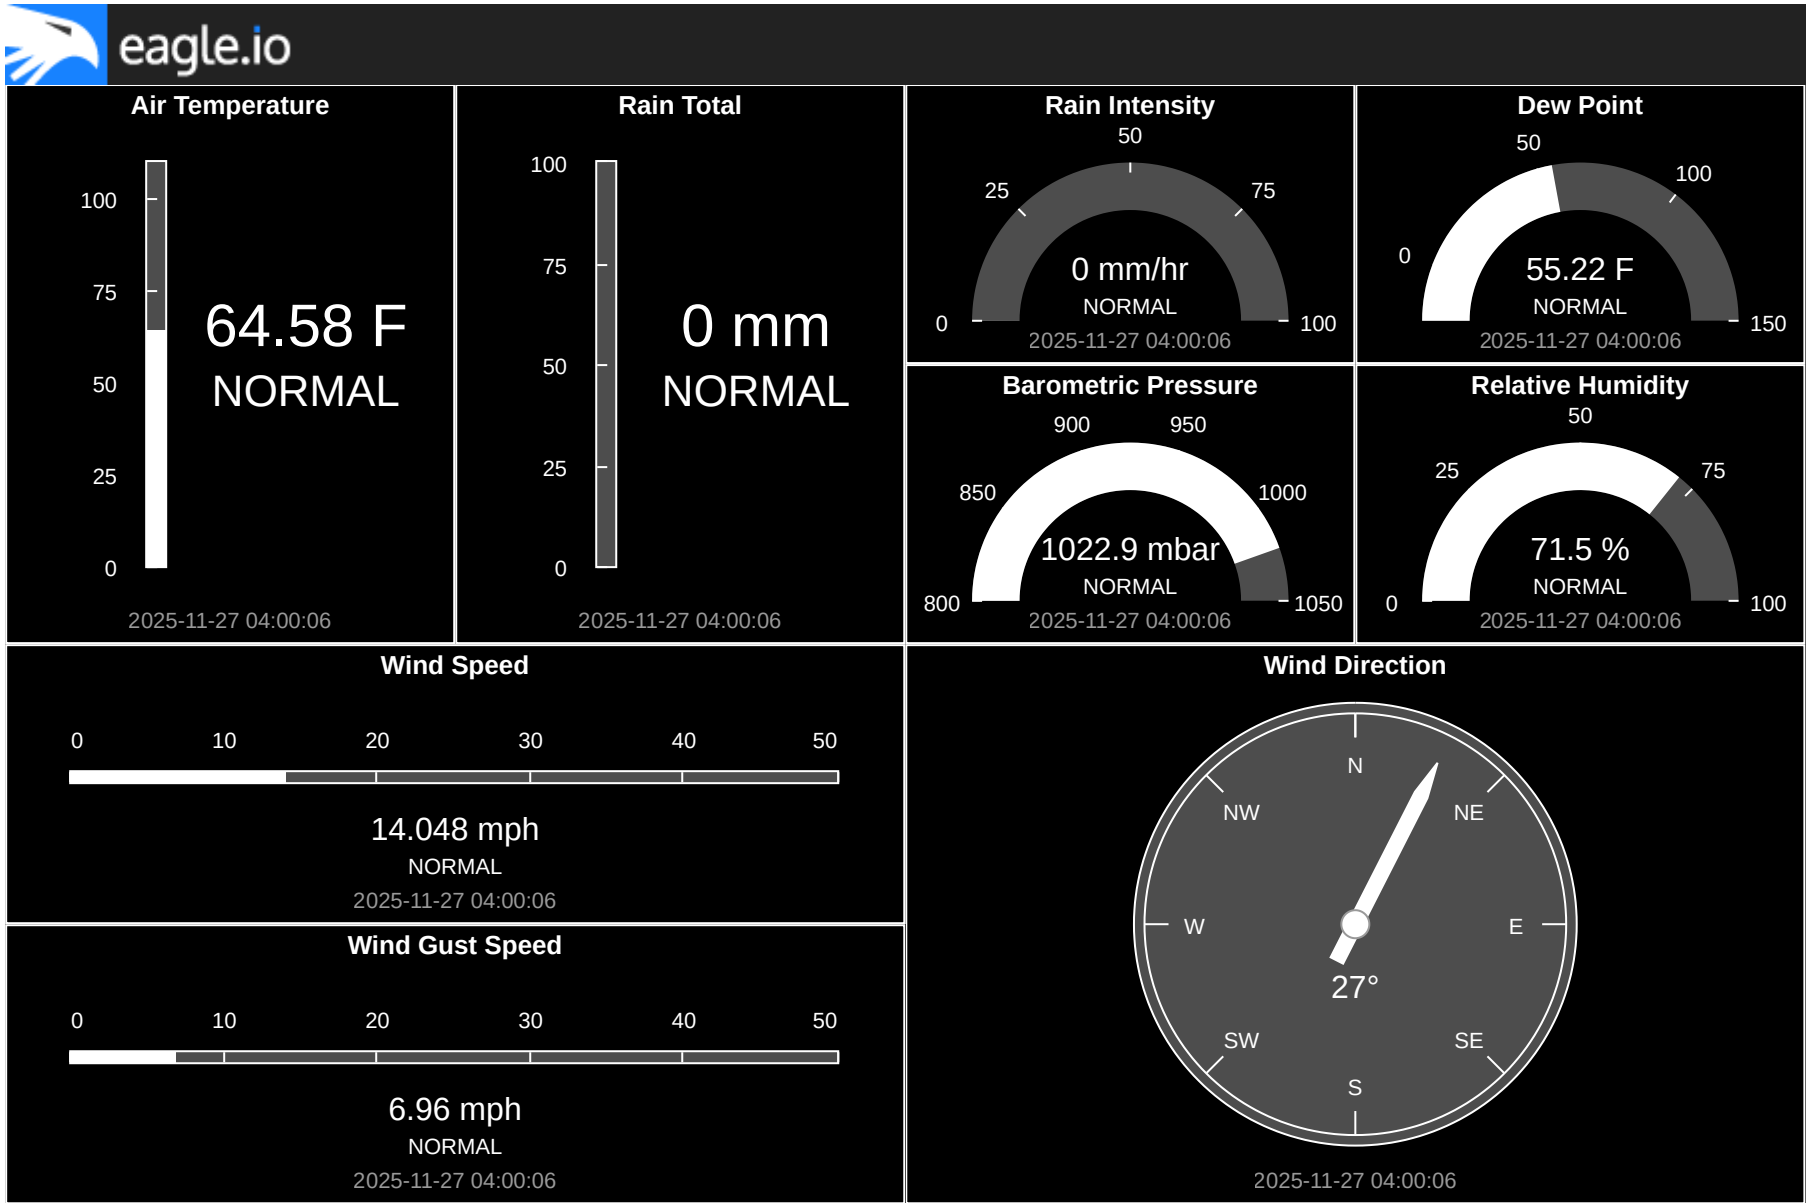 eagle.io
Air Temperature
100
75
50
25
0
64.58 F
NORMAL
2025-11-27 04:00:06
Rain Total
100
75
50
25
0
0 mm
NORMAL
2025-11-27 04:00:06
Rain Intensity
50
25
75
0
100
0 mm/hr
NORMAL
2025-11-27 04:00:06
Dew Point
50
100
0
150
55.22 F
NORMAL
2025-11-27 04:00:06
Barometric Pressure
900
950
850
1000
800
1050
1022.9 mbar
NORMAL
2025-11-27 04:00:06
Relative Humidity
50
25
75
0
100
71.5 %
NORMAL
2025-11-27 04:00:06
Wind Speed
0 10 20 30 40 50
14.048 mph
NORMAL
2025-11-27 04:00:06
Wind Gust Speed
0 10 20 30 40 50
6.96 mph
NORMAL
2025-11-27 04:00:06
Wind Direction
N
NW
NE
W
E
27°
SW
SE
S
2025-11-27 04:00:06